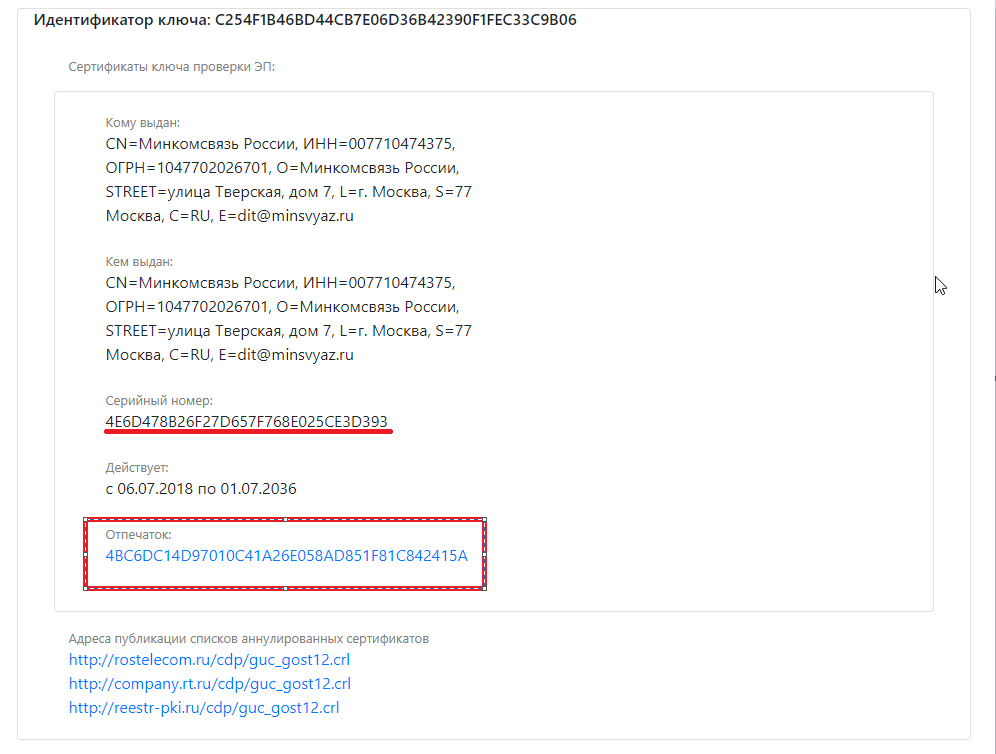 Идентификатор ключа: C254F1B46BD44CB7E06D36B42390F1FEC33C9B06
Сертификаты ключа проверки ЭП:
Кому выдан:
CN=Минкомсвязь России, ИНН=007710474375,
ОГРН=1047702026701, O=Минкомсвязь России,
STREET=улица Тверская, дом 7, L=г. Москва, S=77
Москва, C=RU, E=dit@minsvyaz.ru
Кем выдан:
CN=Минкомсвязь России, ИНН=007710474375,
ОГРН=1047702026701, O=Минкомсвязь России,
STREET=улица Тверская, дом 7, L=г. Москва, S=77
Москва, C=RU, E=dit@minsvyaz.ru
Серийный номер:
4E6D478B26F27D657F768E025CE3D393
Действует:
с 06.07.2018 по 01.07.2036
Отпечаток:
4BC6DC14D97010C41A26E058AD851F81C842415A
Адреса публикации списков аннулированных сертификатов
http://rostelecom.ru/cdp/guc_gost12.crl
http://company.rt.ru/cdp/guc_gost12.crl
http://reestr-pki.ru/cdp/guc_gost12.crl